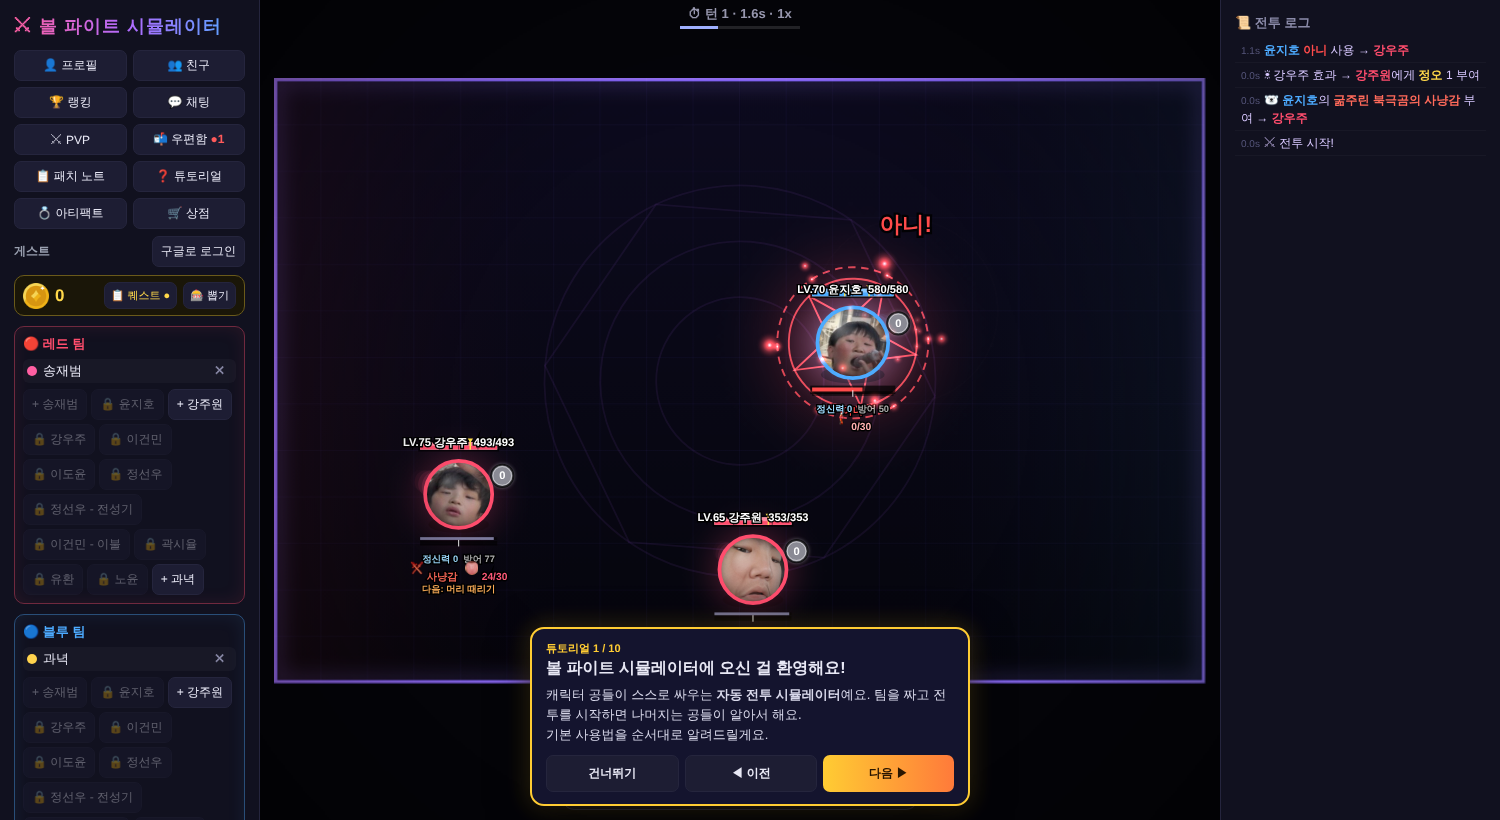 ⚔ 볼 파이트 시뮬레이터
👤 프로필
👥 친구
🏆 랭킹
💬 채팅
⚔ PVP
📬 우편함 ●1
📋 패치 노트
❓ 튜토리얼
💍 아티팩트
🛒 상점
게스트
구글로 로그인
0
📋 퀘스트 ●
🎰 뽑기
🔴 레드 팀
송재범 ✕
+ 송재범
🔒 윤지호
+ 강주원
🔒 강우주
🔒 이건민
🔒 이도윤
🔒 정선우
🔒 정선우 - 전성기
🔒 이건민 - 이불
🔒 곽시율
🔒 유환
🔒 노윤
+ 과녁
🔵 블루 팀
과녁 ✕
+ 송재범
🔒 윤지호
+ 강주원
🔒 강우주
🔒 이건민
🔒 이도윤
🔒 정선우
🔒 정선우 - 전성기
⏱ 턴 1 · 1.6s · 1x
아니!
LV.70 윤지호 580/580
0
정신력 0 방어 50
0/30
LV.75 강우주 493/493
0
정신력 0 방어 77
사냥감 24/30
다음: 머리 때리기
LV.65 강주원 353/353
0
튜토리얼 1 / 10
볼 파이트 시뮬레이터에 오신 걸 환영해요!
캐릭터 공들이 스스로 싸우는 자동 전투 시뮬레이터예요. 팀을 짜고 전
투를 시작하면 나머지는 공들이 알아서 해요.
기본 사용법을 순서대로 알려드릴게요.
건너뛰기
◀ 이전
다음 ▶
📜 전투 로그
1.1s 윤지호 아니 사용 → 강우주
0.0s 강우주 효과 → 강주원에게 정오 1 부여
0.0s 🐻‍❄️ 윤지호의 굶주린 북극곰의 사냥감 부
여 → 강우주
0.0s ⚔ 전투 시작!